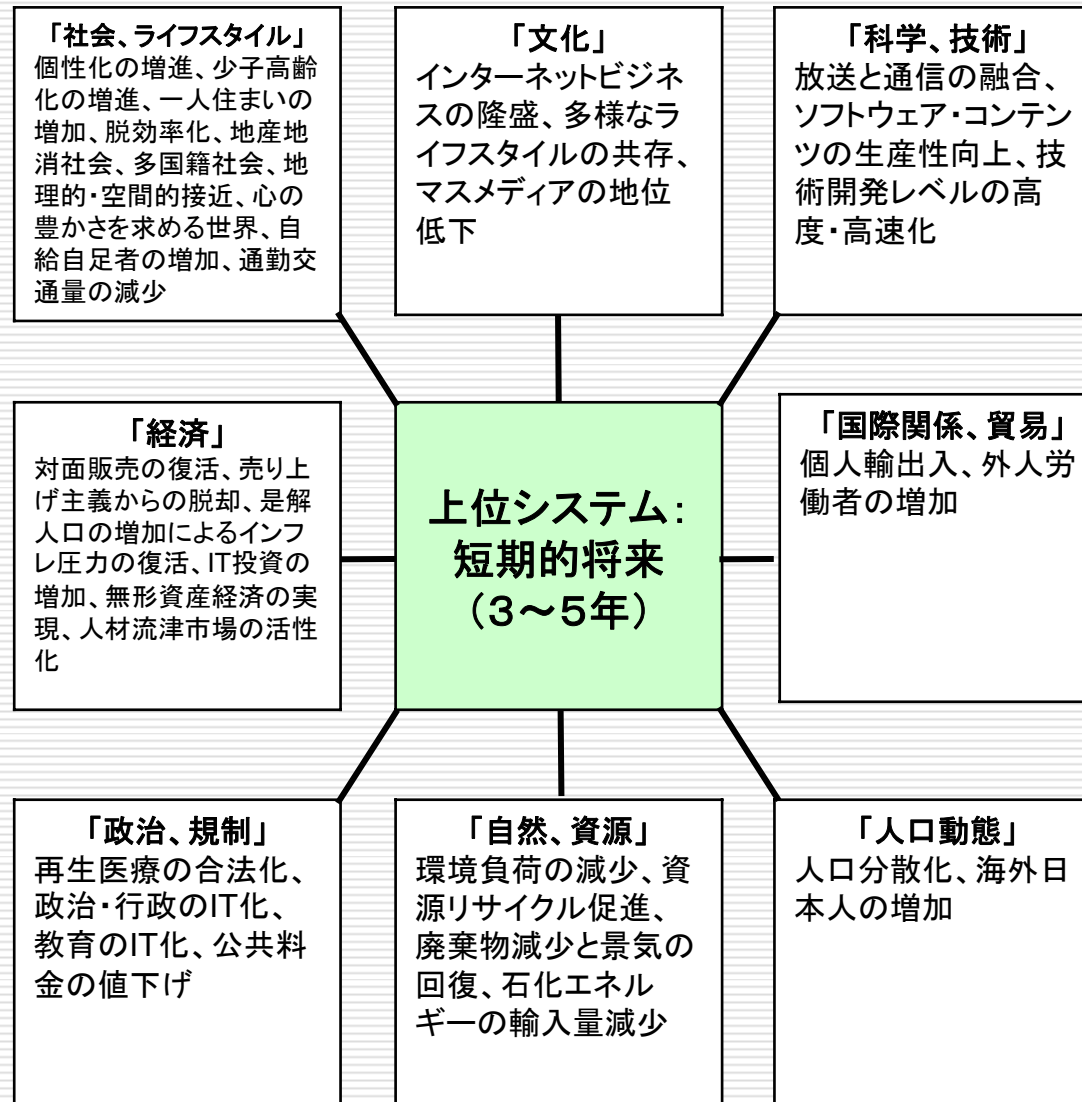 「社会、ライフスタイル」
個性化の増進、少子高齢
化の増進、一人住まいの
増加、脱効率化、地産地
消社会、多国籍社会、地
理的・空間的接近、心の
豊かさを求める世界、自
給自足者の増加、通勤交
通量の減少
「文化」
インターネットビジネ
スの隆盛、多様なラ
イフスタイルの共存、
マスメディアの地位
低下
「科学、技術」
放送と通信の融合、
ソフトウェア・コンテン
ツの生産性向上、技
術開発レベルの高
度・高速化
「経済」
対面販売の復活、売り上
げ主義からの脱却、是解
人口の増加によるインフ
レ圧力の復活、IT投資の
増加、無形資産経済の実
現、人材流津市場の活性
化
上位システム:
短期的将来
(3~5年)
「国際関係、貿易」
個人輸出入、外人労
働者の増加
「政治、規制」
再生医療の合法化、
政治・行政のIT化、
教育のIT化、公共料
金の値下げ
「自然、資源」
環境負荷の減少、資
源リサイクル促進、
廃棄物減少と景気の
回復、石化エネル
ギーの輸入量減少
「人口動態」
人口分散化、海外日
本人の増加